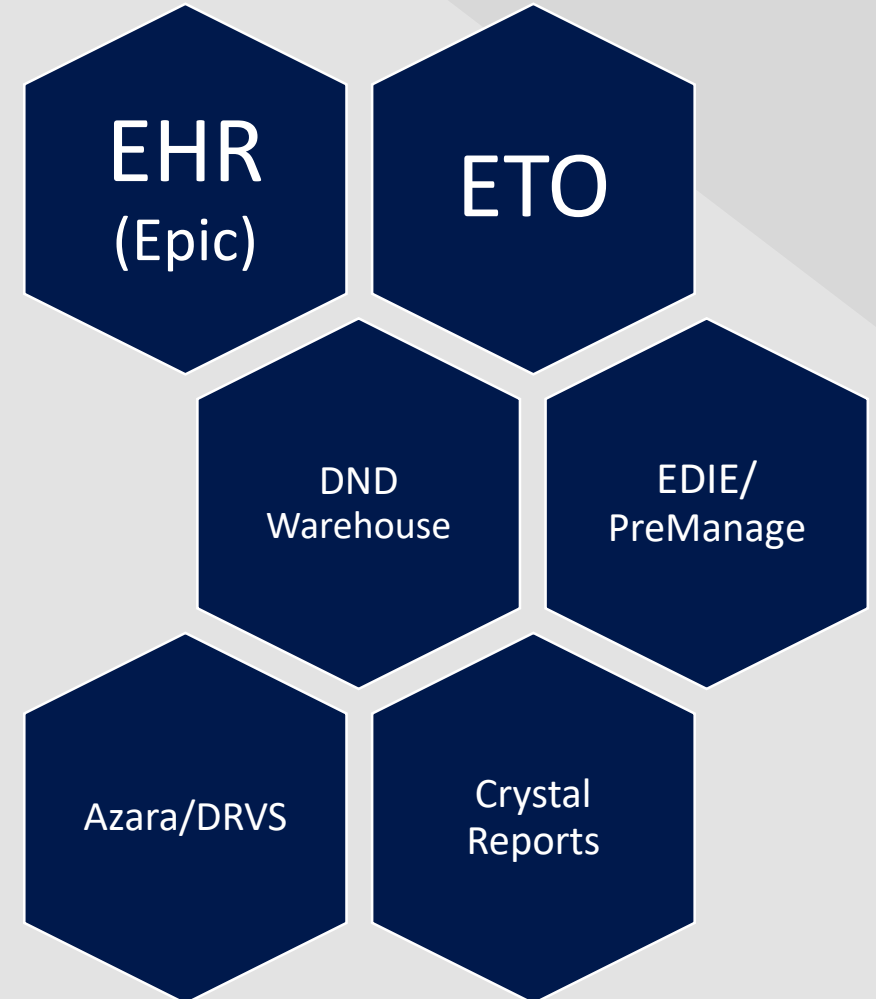 EHR
(Epic)
ETO
DND
Warehouse
EDIE/
PreManage
Azara/DRVS
Crystal
Reports